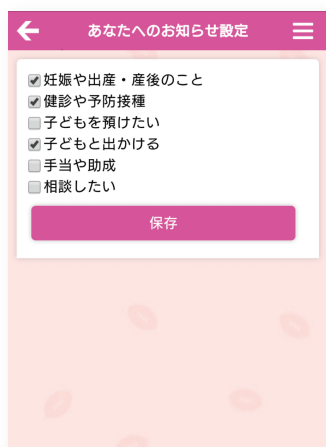 あなたへのお知らせ設定
妊娠や出産・産後のこと
健診や予防接種
子どもを預けたい
子どもと出かける
手当や助成
相談したい
保存